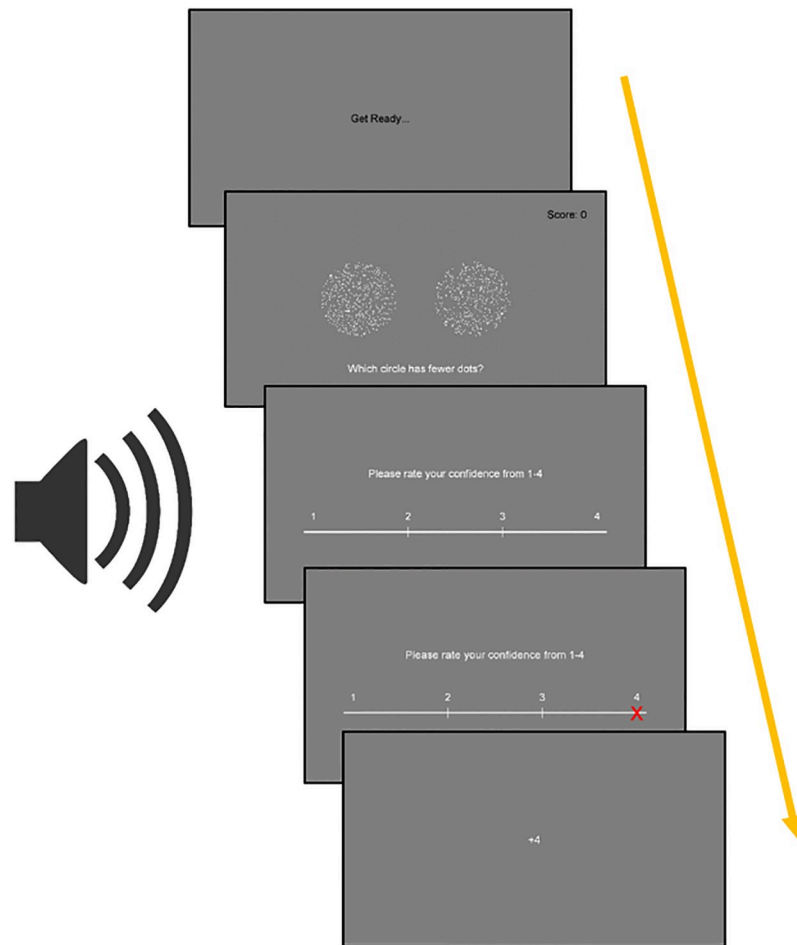 Get Ready...
Score: 0
Which circle has fewer dots?
Please rate your confidence from 1-4
1 2 3 4
Please rate your confidence from 1-4
1 2 3 4
X
+4